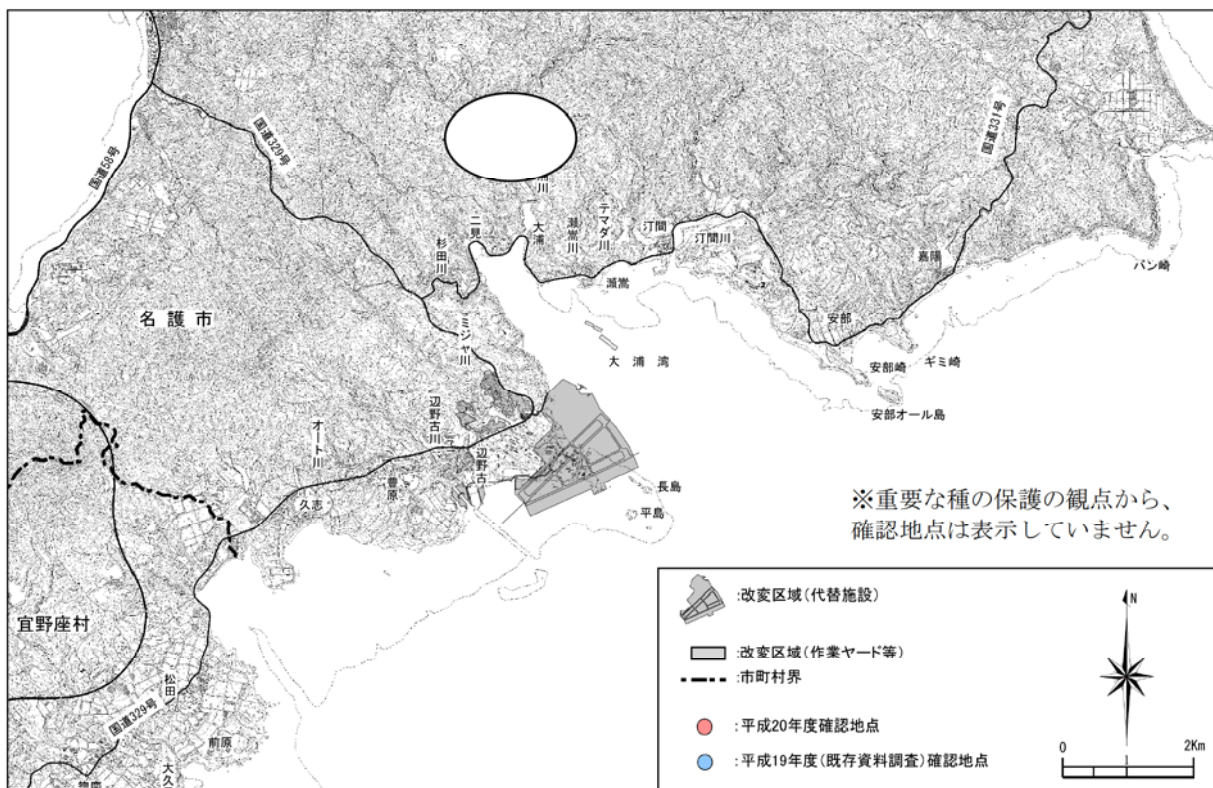 国道58号
国道329号
国道331号
川
二見
大浦
瀬嵩川
テマダ川
汀間
汀間川
杉田川
瀬嵩
嘉陽
バン崎
名護市
ミジャ川
安部
大浦湾
安部崎
ギミ崎
安部オール島
辺野古川
オート川
辺野古
豊原
久志
長島
平島
※重要な種の保護の観点から、
確認地点は表示していません。
宜野座村
松田
国道329号
前原
大久
:改変区域(代替施設)
:改変区域(作業ヤード等)
:市町村界
:平成20年度確認地点
:平成19年度(既存資料調査)確認地点
N
0 2Km